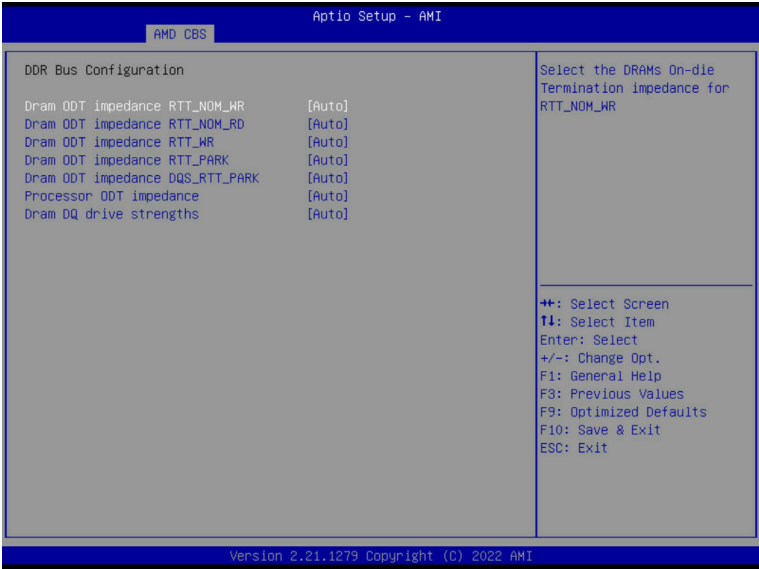 Aptio Setup - AMI
AMD CBS
DDR Bus Configuration
Dram ODT impedance RTT_NOM_WR [Auto]
Dram ODT impedance RTT_NOM_RD [Auto]
Dram ODT impedance RTT_WR [Auto]
Dram ODT impedance RTT_PARK [Auto]
Dram ODT impedance DQS_RTT_PARK [Auto]
Processor ODT impedance [Auto]
Dram DQ drive strengths [Auto]
Select the DRAMs On-die
Termination impedance for
RTT_NOM_WR
→←: Select Screen
↑↓: Select Item
Enter: Select
+/-: Change Opt.
F1: General Help
F3: Previous Values
F9: Optimized Defaults
F10: Save & Exit
ESC: Exit
Version 2.21.1279 Copyright (C) 2022 AMI